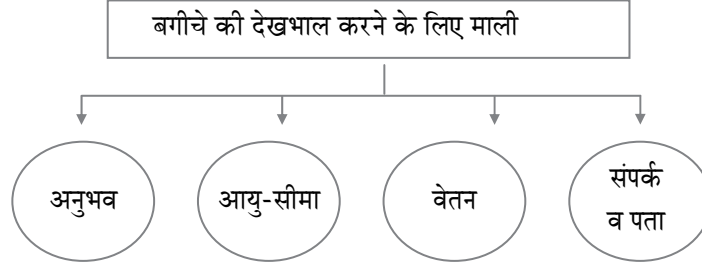 बगीचे की देखभाल करने के लिए माली
अनुभव
आयु-सीमा
वेतन
संपर्क
व पता